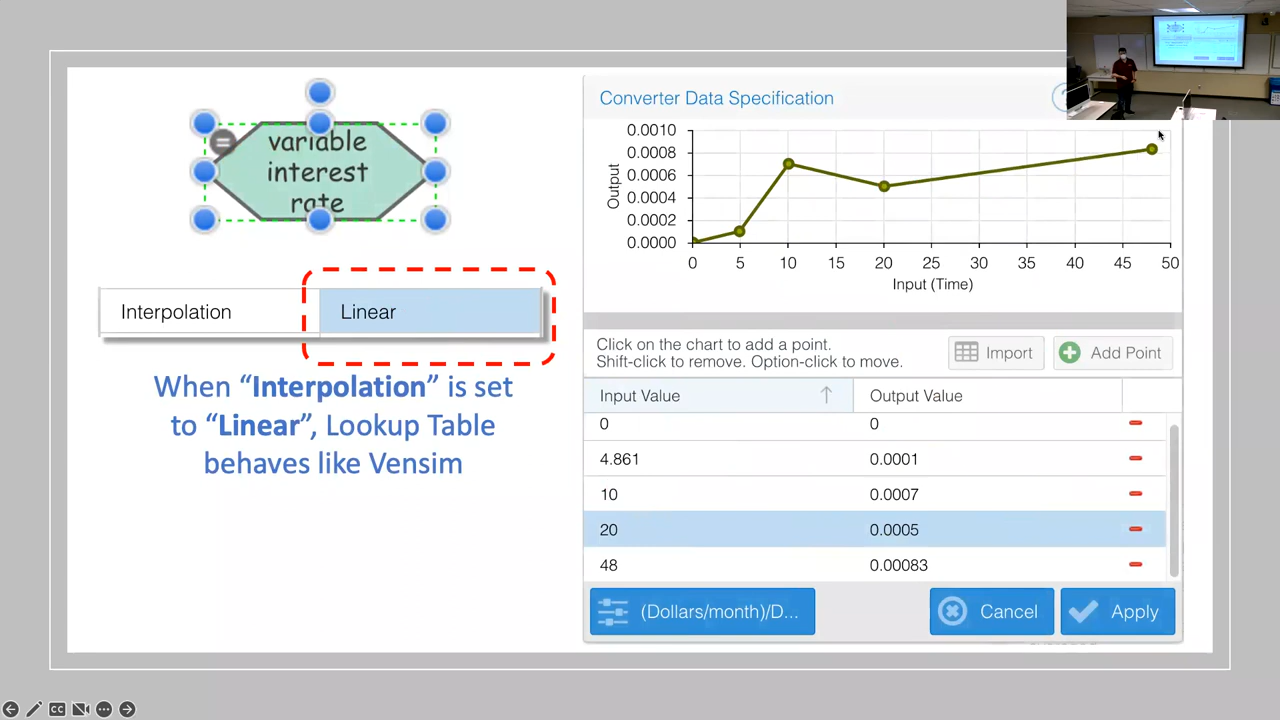 variable
interest
rate
Interpolation
Linear
When “Interpolation” is set
to “Linear”, Lookup Table
behaves like Vensim
Converter Data Specification
0.0010
0.0008
0.0006
0.0004
0.0002
0.0000
Output
0 5 10 20 25 30 35 40 45 50
Input (Time)
Click on the chart to add a point.
Shift-click to remove. Option-click to move.
Import
Add Point
Input Value
Output Value
0 0
4.861 0.0001
10 0.0007
20 0.0005
48 0.00083
(Dollars/month)/D...
Cancel
Apply
CC